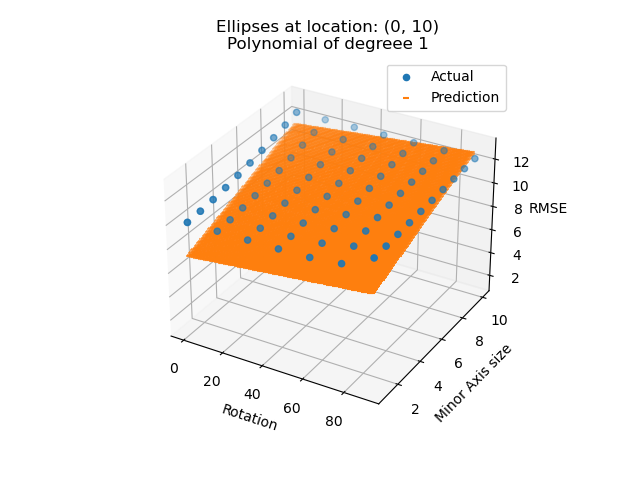 Ellipses at location: (0, 10)
Polynomial of degreee 1
Actual
Prediction
12
10
8
6
4
2
RMSE
10
8
6
4
2
Minor Axis size
0
20
40
60
80
Rotation